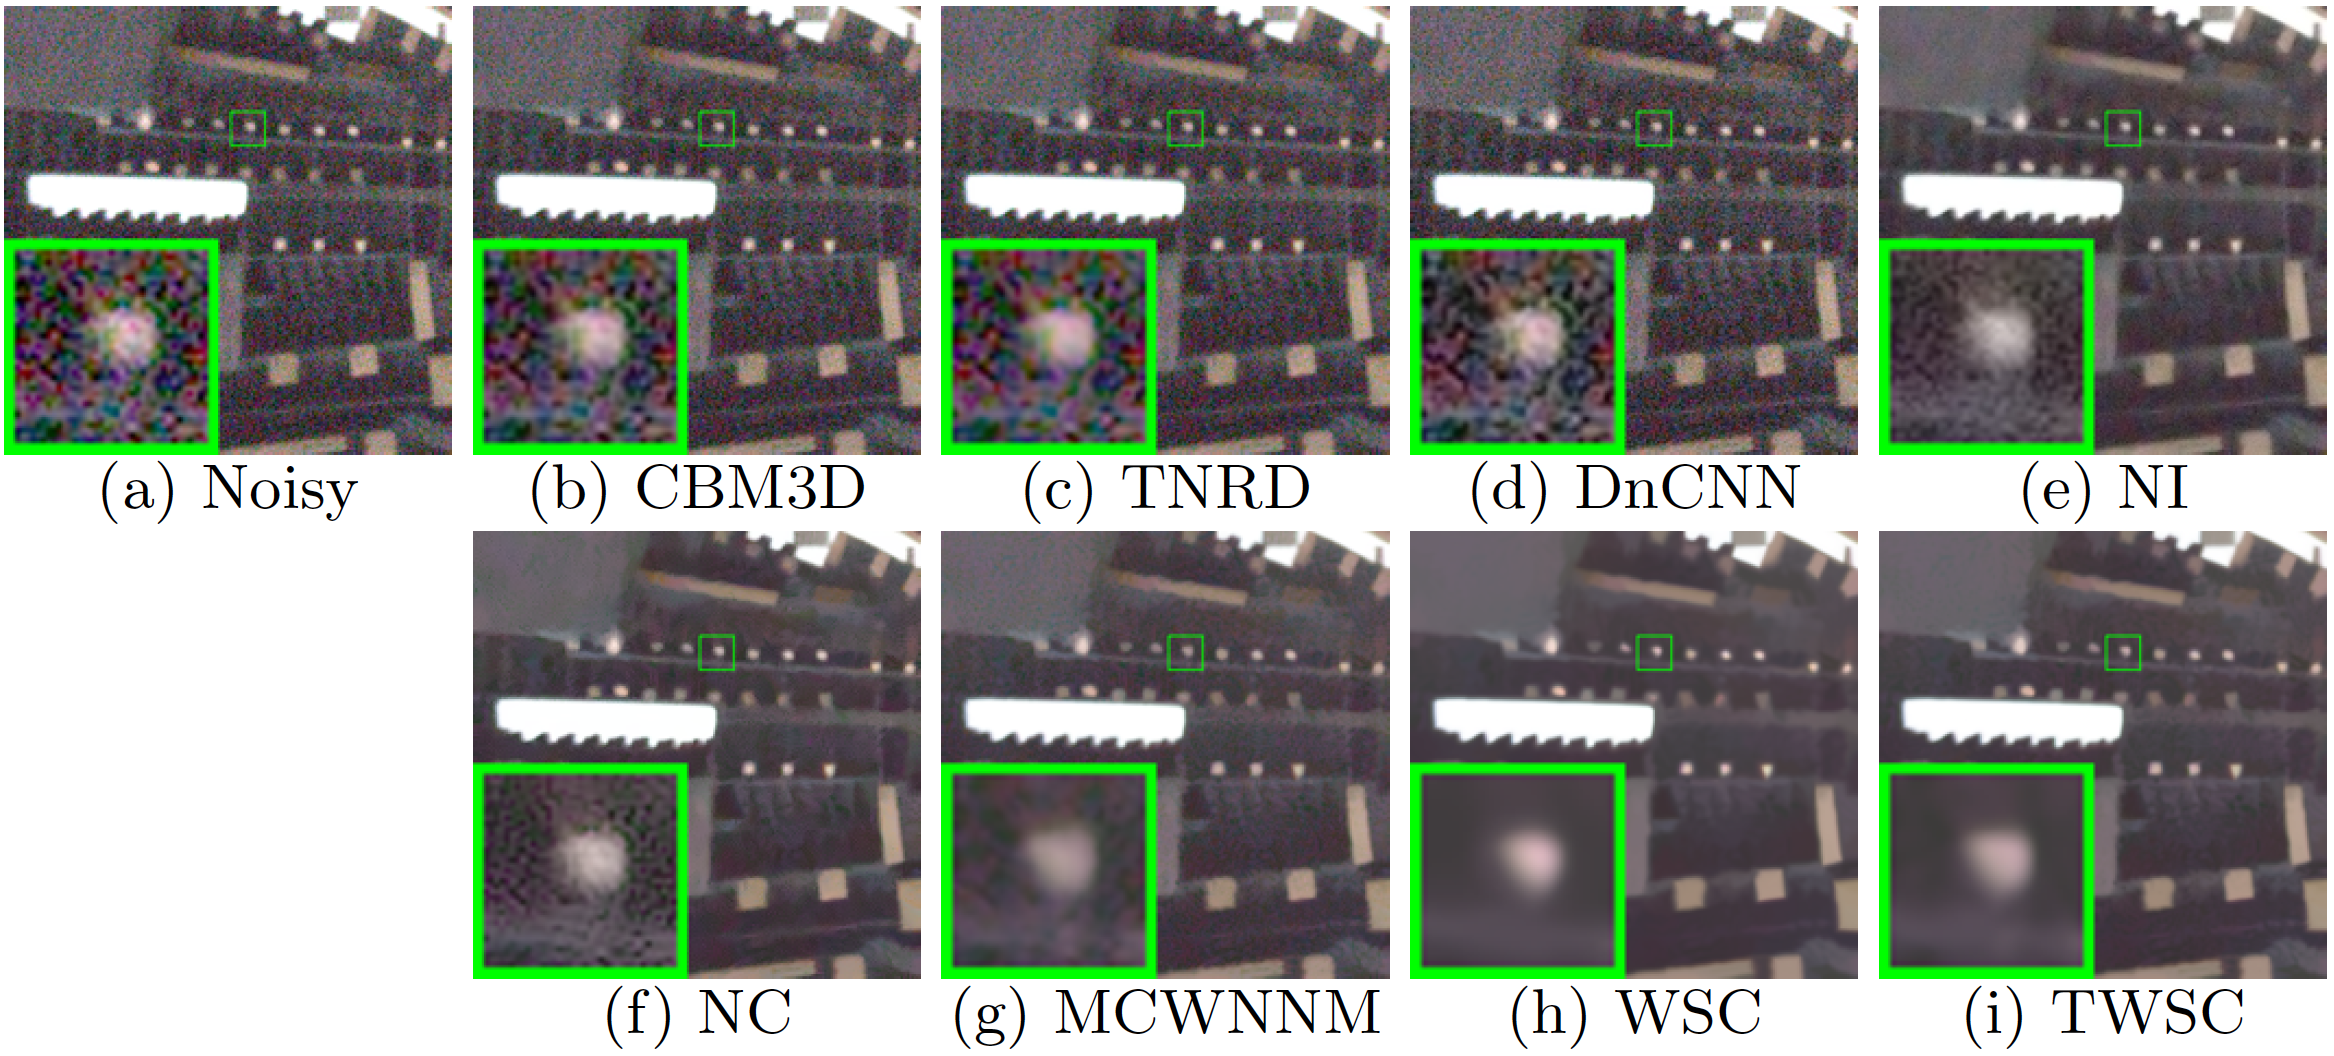 (a) Noisy
(b) CBM3D
(c) TNRD
(d) DnCNN
(e) NI
(f) NC
(g) MCWNNM
(h) WSC
(i) TWSC